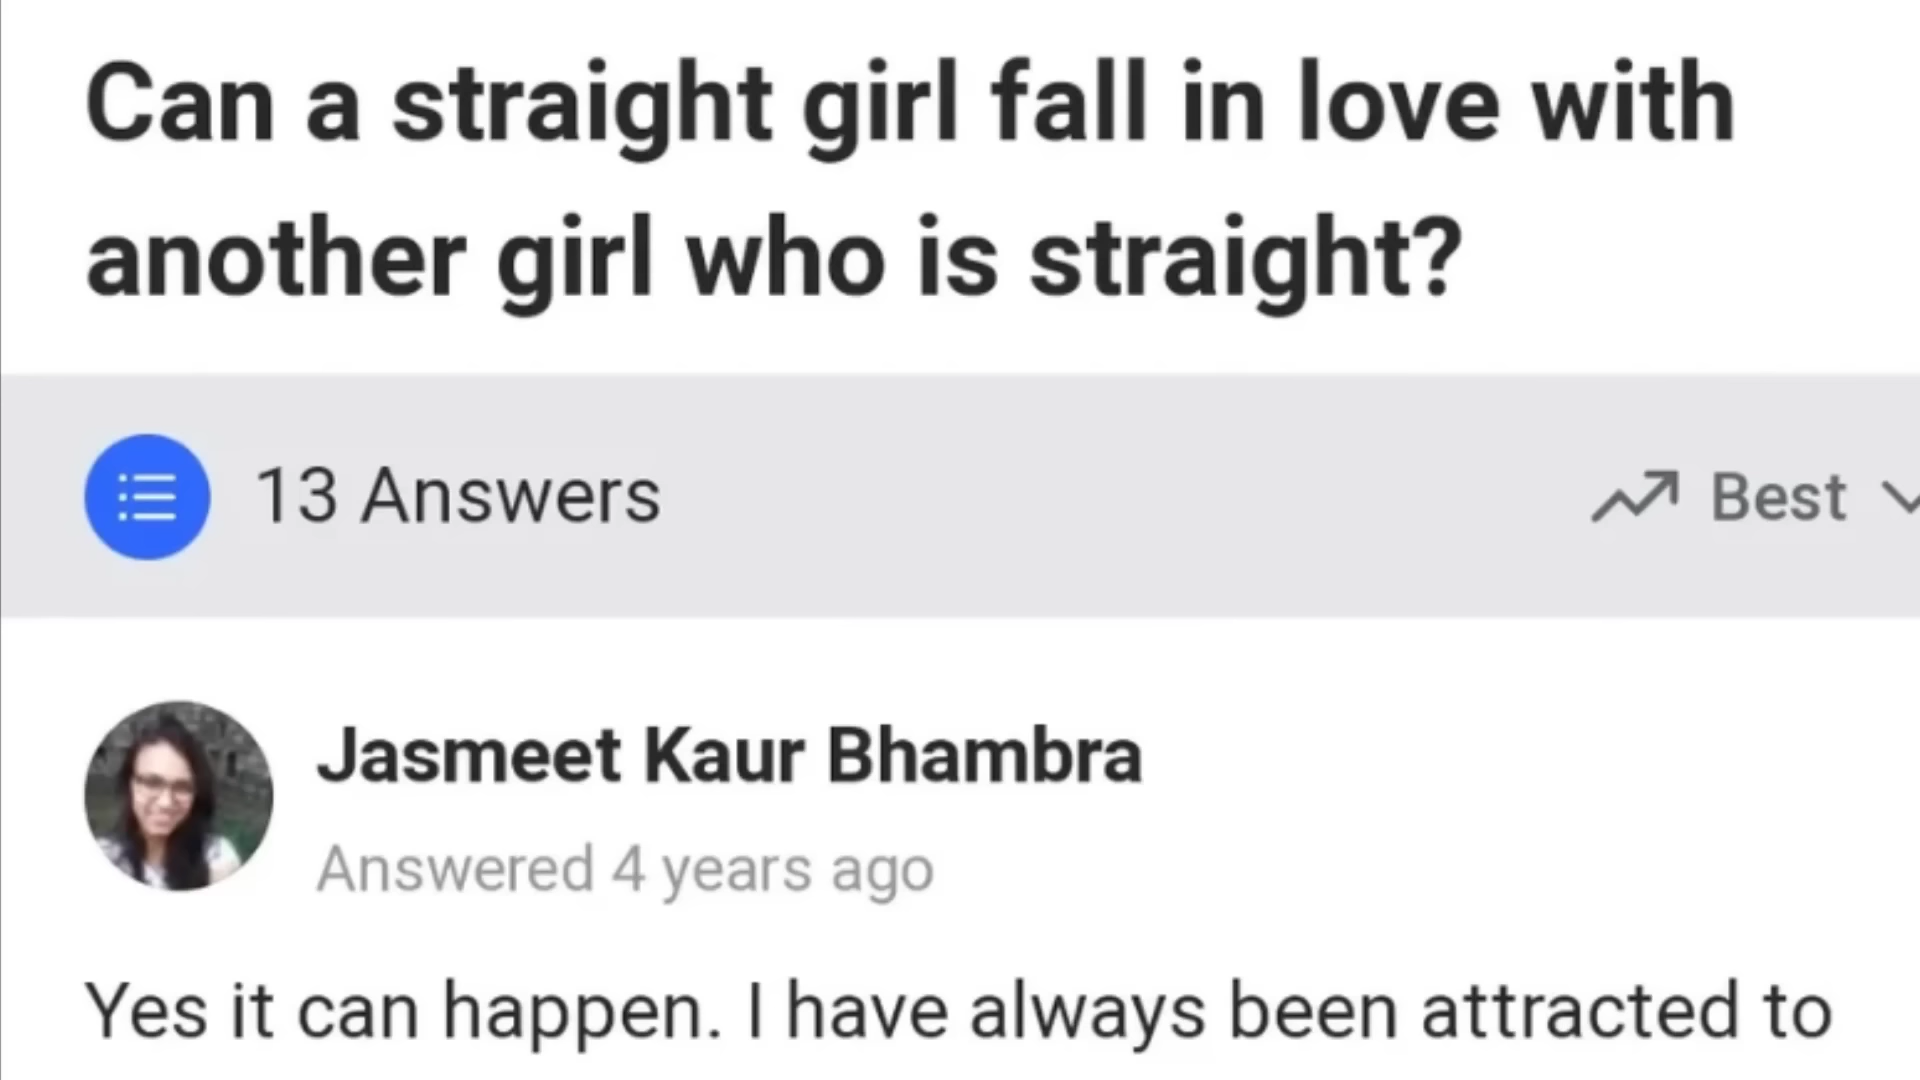 Can a straight girl fall in love with
another girl who is straight?
13 Answers
Best
Jasmeet Kaur Bhambra
Answered 4 years ago
Yes it can happen. I have always been attracted to